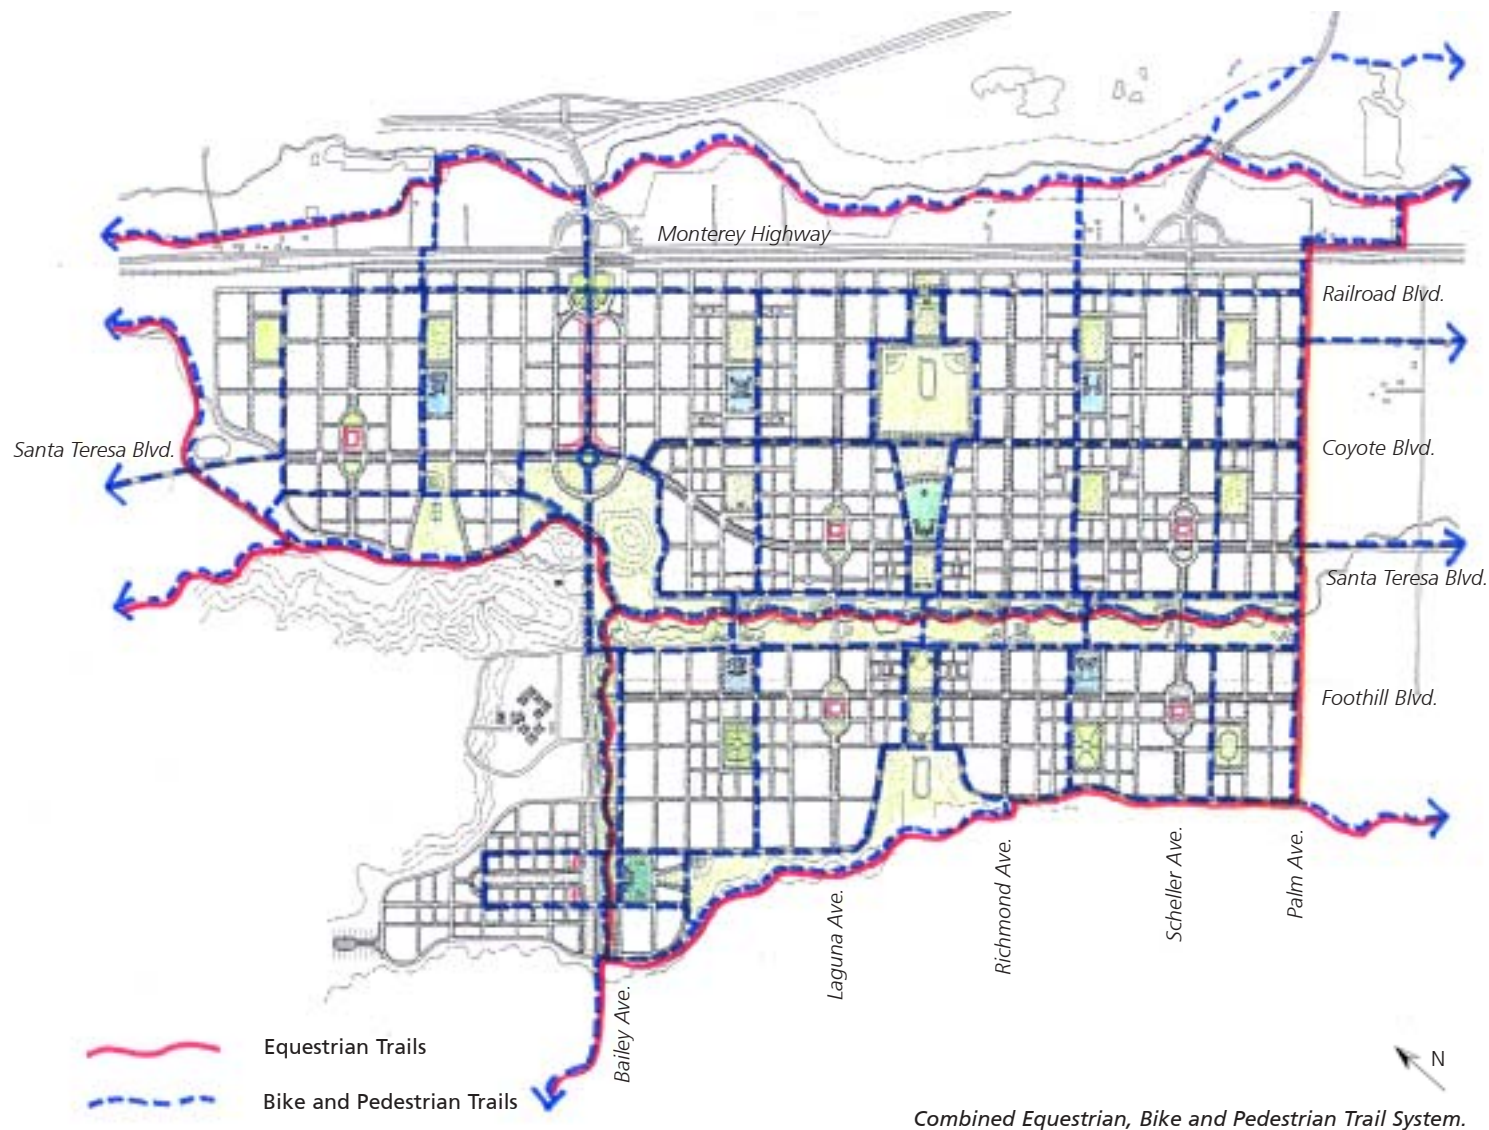 Monterey Highway
Railroad Blvd.
Santa Teresa Blvd.
Coyote Blvd.
Santa Teresa Blvd.
Foothill Blvd.
Laguna Ave.
Richmond Ave.
Scheller Ave.
Palm Ave.
Bailey Ave.
Equestrian Trails
Bike and Pedestrian Trails
N
Combined Equestrian, Bike and Pedestrian Trail System.